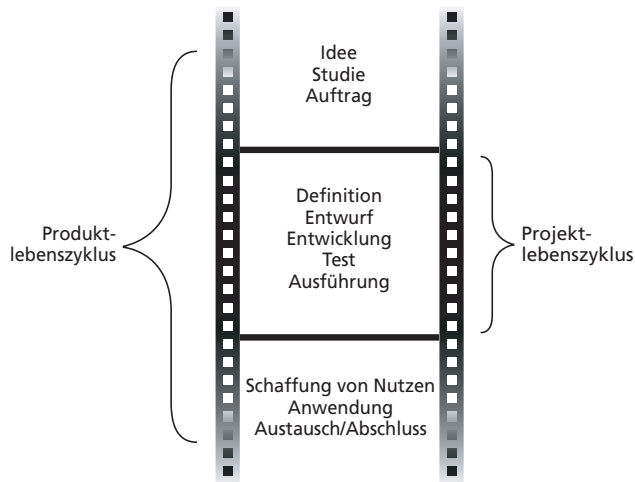 Idee
Studie
Auftrag
Definition
Entwurf
Entwicklung
Test
Ausführung
Produkt-
lebenszyklus
Projekt-
lebenszyklus
Schaffung von Nutzen
Anwendung
Austausch/Abschluss